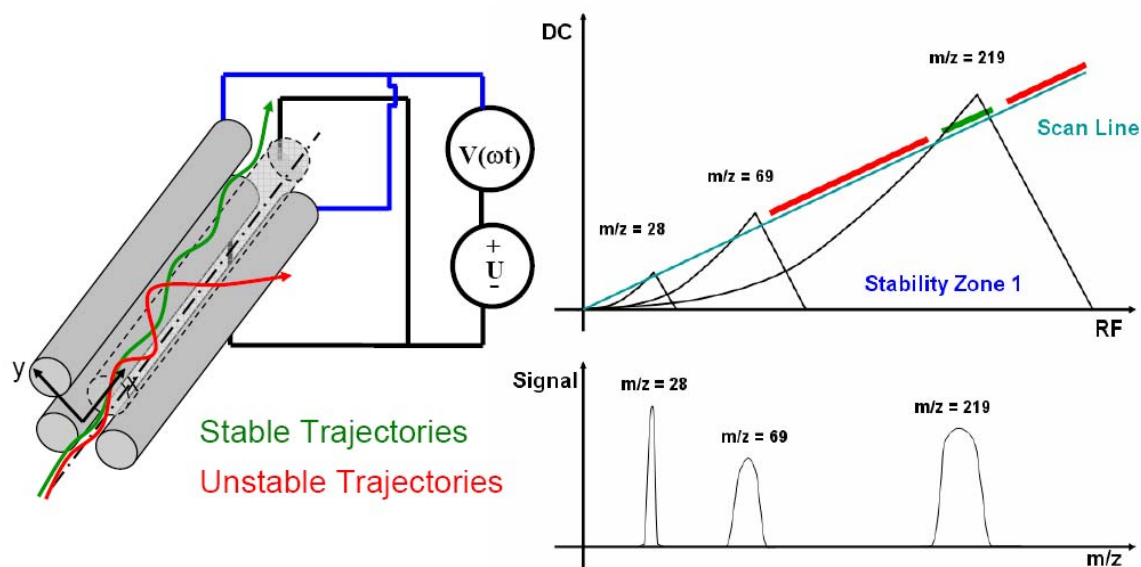 V(ωt)
+
U
-
y
x
Stable Trajectories
Unstable Trajectories
DC
m/z = 219
Scan Line
m/z = 69
m/z = 28
Stability Zone 1
RF
Signal
m/z = 28
m/z = 219
m/z = 69
m/z